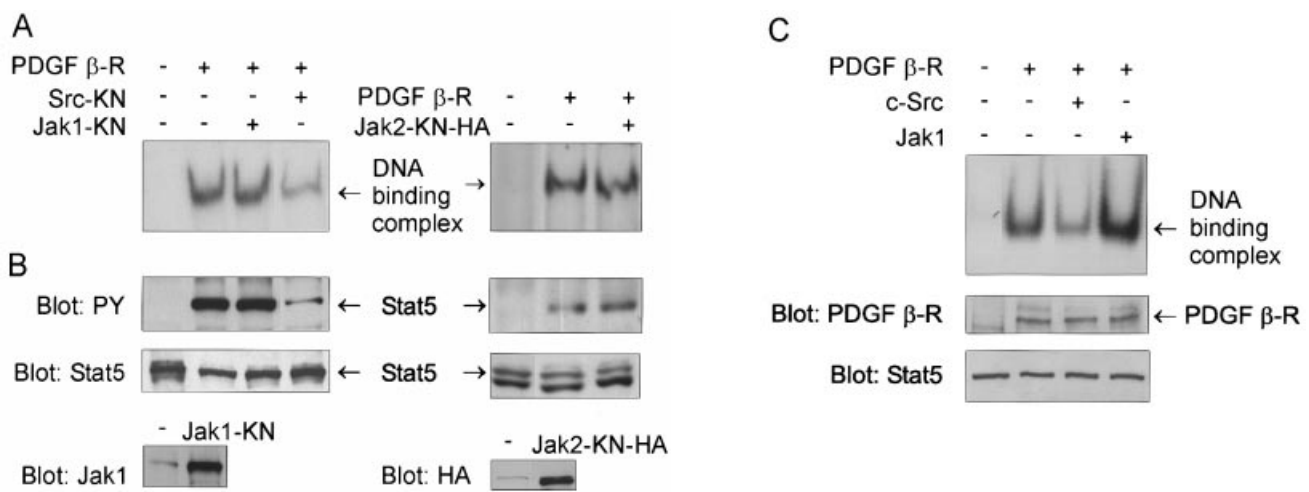 A
PDGF β-R - + + +
Src-KN - - - +
Jak1-KN - - + -
PDGF β-R - + +
Jak2-KN-HA - - +
← DNA binding complex →
B
Blot: PY ← Stat5 →
Blot: Stat5 ← Stat5 →
- Jak1-KN
Blot: Jak1
- Jak2-KN-HA
Blot: HA
C
PDGF β-R - + + +
c-Src - - + -
Jak1 - - - +
← DNA binding complex
Blot: PDGF β-R ← PDGF β-R
Blot: Stat5